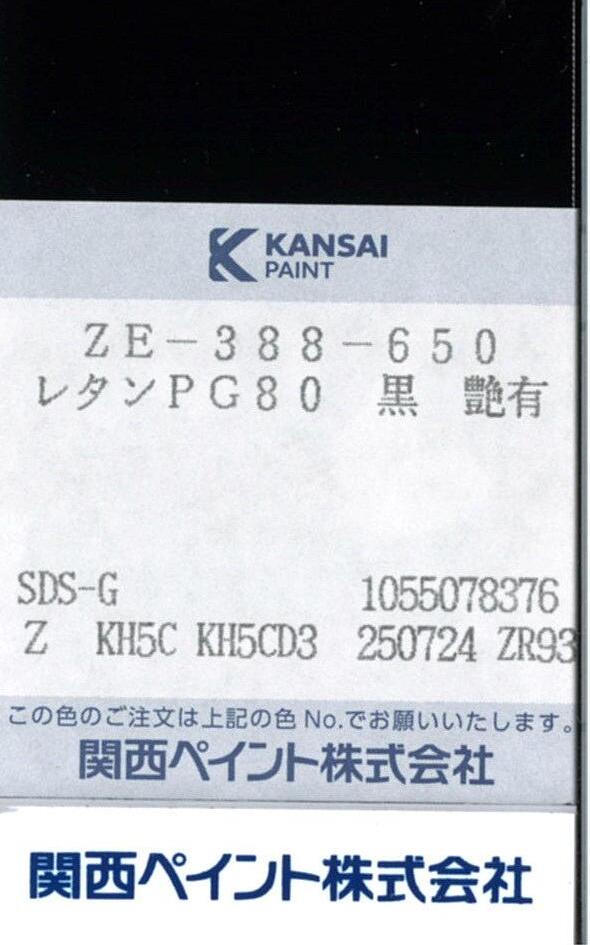 KANSAI
PAINT
ZE-388-650
レタンPG80 黒 艶有
SDS-G 1055078376
Z KH5C KH5CD3 250724 ZR93
この色のご注文は上記の色 No.でお願いいたします。
関西ペイント株式会社
関西ペイント株式会社